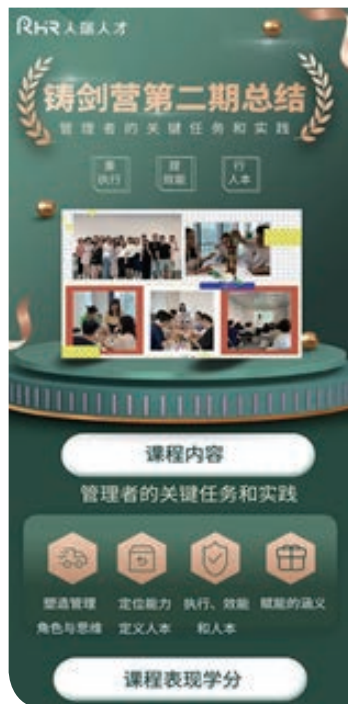 RHR 人瑞人才
铸剑营第二期总结
管理者的关键任务和实践
重 提 行
执行 效能 人本
课程内容
管理者的关键任务和实践
塑造管理 定位能力 执行、效能 赋能的涵义
角色与思维 定义人本 和人本
课程表现学分